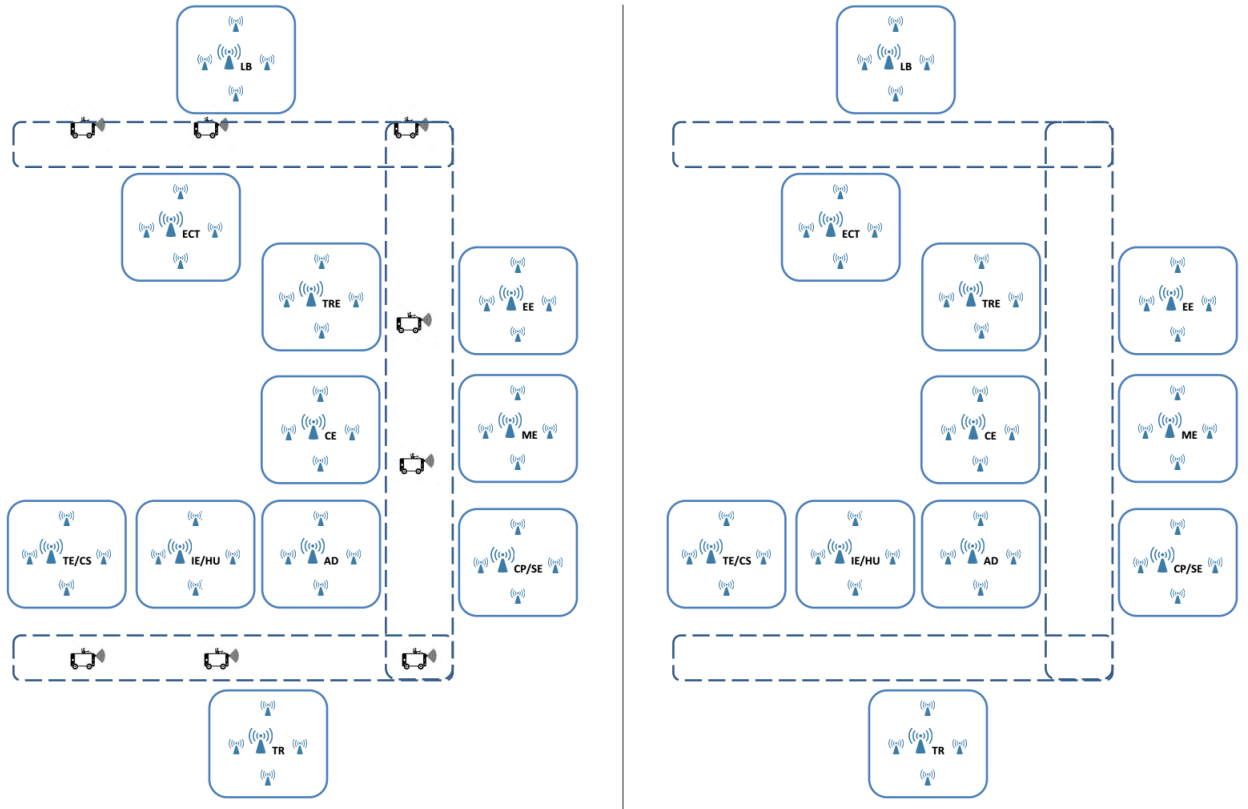 LB
ECT
TRE
EE
CE
ME
TE/CS
IE/HU
AD
CP/SE
TR
LB
ECT
TRE
EE
CE
ME
TE/CS
IE/HU
AD
CP/SE
TR